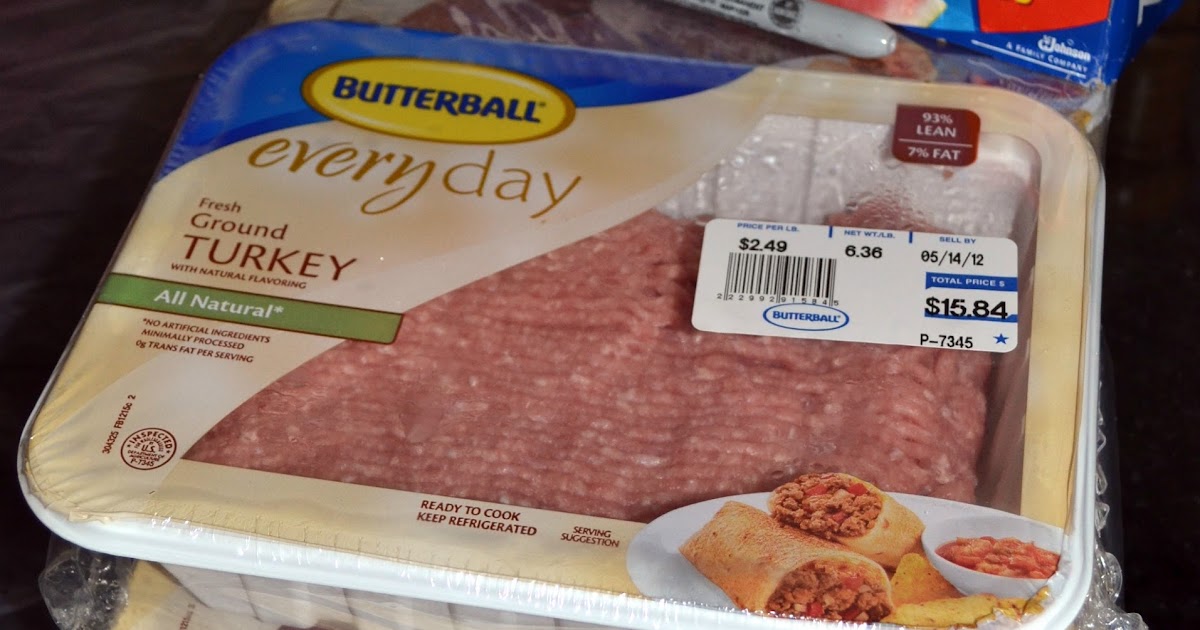 Johnson
A FAMILY COMPANY
BUTTERBALL®
everyday
93%
LEAN
7% FAT
Fresh
Ground
TURKEY
WITH NATURAL FLAVORING
All Natural*
*NO ARTIFICIAL INGREDIENTS
MINIMALLY PROCESSED
0g TRANS FAT PER SERVING
PRICE PER LB.
NET WT./LB.
SELL BY
$2.49
6.36
05/14/12
TOTAL PRICE $
$15.84
BUTTERBALL
P-7345
INSPECTED
U.S.
DEPARTMENT OF
AGRICULTURE
P-7345
READY TO COOK
KEEP REFRIGERATED
SERVING
SUGGESTION